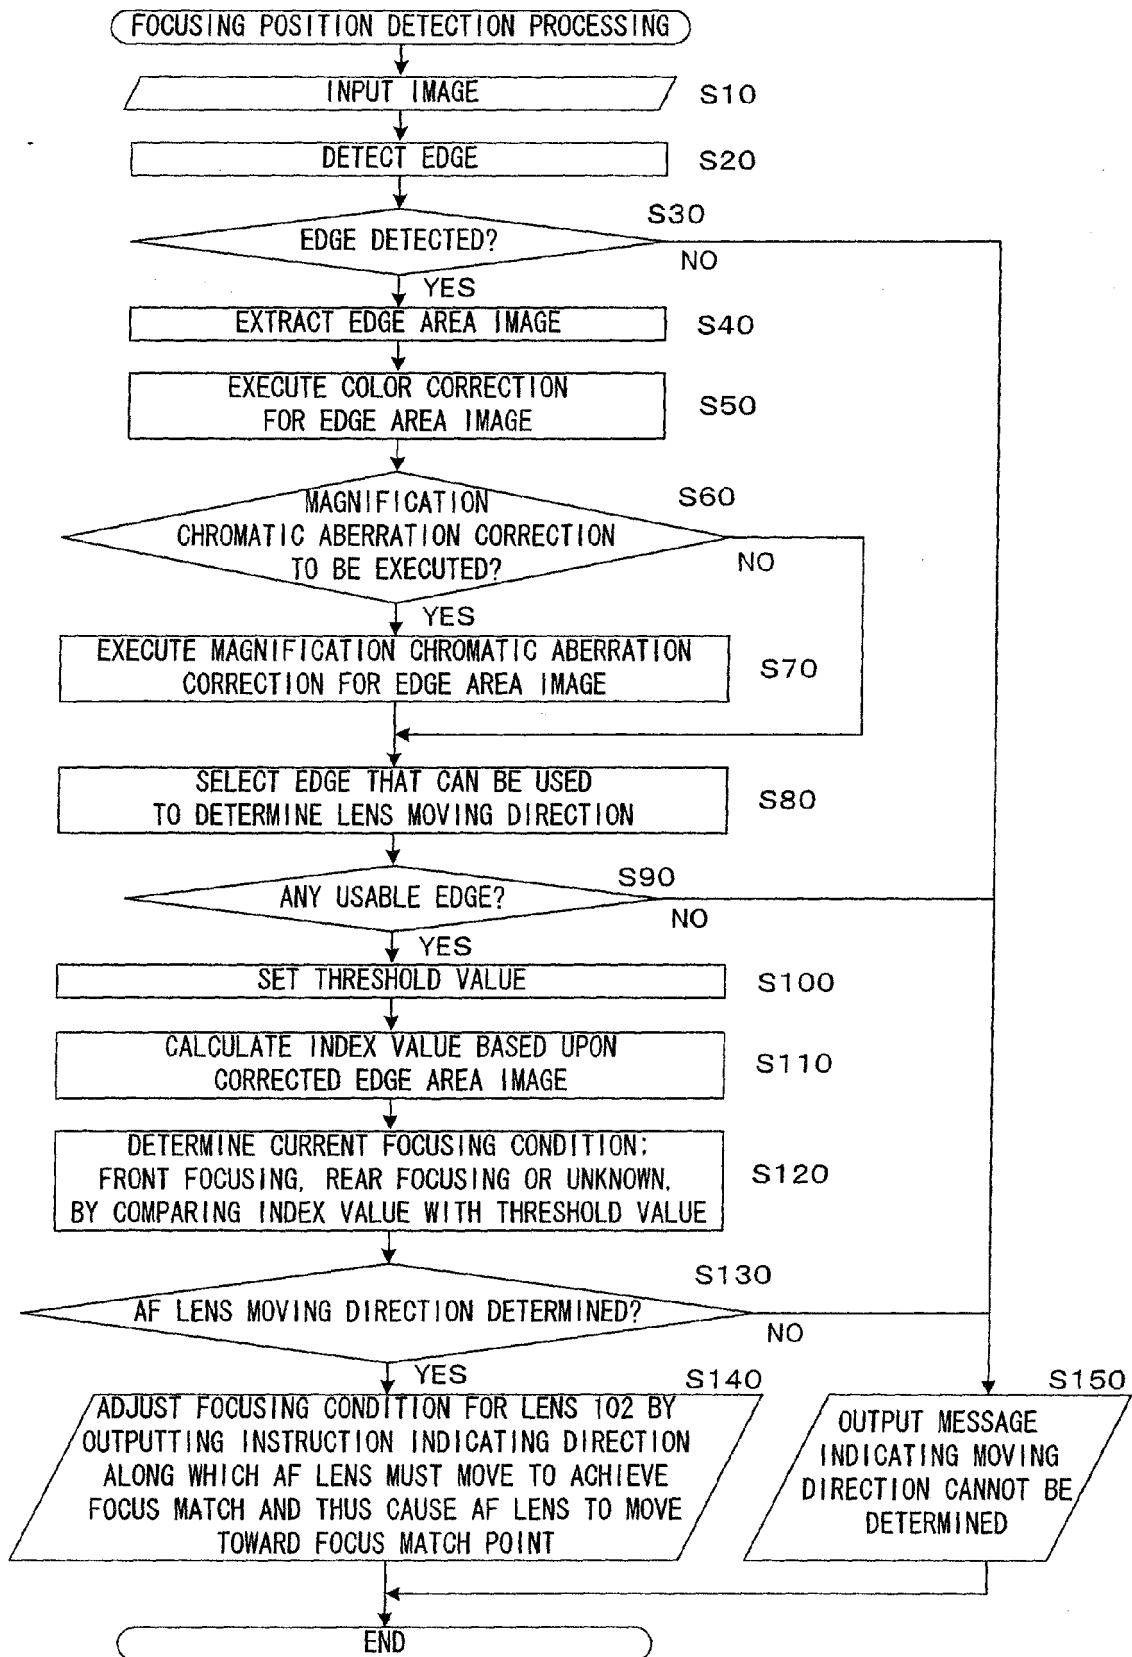 FOCUSING POSITION DETECTION PROCESSING
INPUT IMAGE
S10
DETECT EDGE
S20
EDGE DETECTED?
S30
NO
YES
EXTRACT EDGE AREA IMAGE
S40
EXECUTE COLOR CORRECTION
FOR EDGE AREA IMAGE
S50
MAGNIFICATION
CHROMATIC ABERRATION CORRECTION
TO BE EXECUTED?
S60
NO
YES
EXECUTE MAGNIFICATION CHROMATIC ABERRATION
CORRECTION FOR EDGE AREA IMAGE
S70
SELECT EDGE THAT CAN BE USED
TO DETERMINE LENS MOVING DIRECTION
S80
ANY USABLE EDGE?
S90
NO
YES
SET THRESHOLD VALUE
S100
CALCULATE INDEX VALUE BASED UPON
CORRECTED EDGE AREA IMAGE
S110
DETERMINE CURRENT FOCUSING CONDITION:
FRONT FOCUSING, REAR FOCUSING OR UNKNOWN,
BY COMPARING INDEX VALUE WITH THRESHOLD VALUE
S120
AF LENS MOVING DIRECTION DETERMINED?
S130
NO
YES
S140
ADJUST FOCUSING CONDITION FOR LENS 102 BY
OUTPUTTING INSTRUCTION INDICATING DIRECTION
ALONG WHICH AF LENS MUST MOVE TO ACHIEVE
FOCUS MATCH AND THUS CAUSE AF LENS TO MOVE
TOWARD FOCUS MATCH POINT
S150
OUTPUT MESSAGE
INDICATING MOVING
DIRECTION CANNOT BE
DETERMINED
END